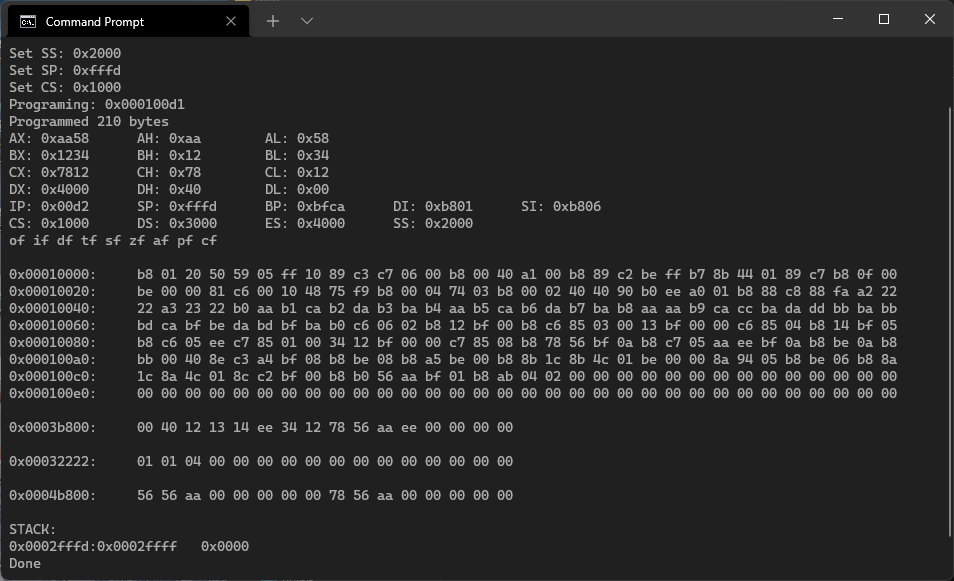 Command Prompt
Set SS: 0x2000
Set SP: 0xfffd
Set CS: 0x1000
Programing: 0x000100d1
Programmed 210 bytes
AX: 0xaa58 AH: 0xaa AL: 0x58
BX: 0x1234 BH: 0x12 BL: 0x34
CX: 0x7812 CH: 0x78 CL: 0x12
DX: 0x4000 DH: 0x40 DL: 0x00
IP: 0x00d2 SP: 0xfffd BP: 0xbfca DI: 0xb801 SI: 0xb806
CS: 0x1000 DS: 0x3000 ES: 0x4000 SS: 0x2000
of if df tf sf zf af pf cf
0x00010000: b8 01 20 50 59 05 ff 10 89 c3 c7 06 00 b8 00 40 a1 00 b8 89 c2 be ff b7 8b 44 01 89 c7 b8 0f 00
0x00010020: be 00 00 81 c6 00 10 48 75 f9 b8 00 04 74 03 b8 00 02 40 40 90 b0 ee a0 01 b8 88 c8 88 fa a2 22
0x00010040: 22 a3 23 22 b0 aa b1 ca b2 da b3 ba b4 aa b5 ca b6 da b7 ba b8 aa aa b9 ca cc ba da dd bb ba bb
0x00010060: bd ca bf be da bd bf ba b0 c6 06 02 b8 12 bf 00 b8 c6 85 03 00 13 bf 00 00 c6 85 04 b8 14 bf 05
0x00010080: b8 c6 05 ee c7 85 01 00 34 12 bf 00 00 c7 85 08 b8 78 56 bf 0a b8 c7 05 aa ee bf 0a b8 be 0a b8
0x000100a0: bb 00 40 8e c3 a4 bf 08 b8 be 08 b8 a5 be 00 b8 8b 1c 8b 4c 01 be 00 00 8a 94 05 b8 be 06 b8 8a
0x000100c0: 1c 8a 4c 01 8c c2 bf 00 b8 b0 56 aa bf 01 b8 ab 04 02 00 00 00 00 00 00 00 00 00 00 00 00 00 00
0x000100e0: 00 00 00 00 00 00 00 00 00 00 00 00 00 00 00 00 00 00 00 00 00 00 00 00 00 00 00 00 00 00 00 00
0x0003b800: 00 40 12 13 14 ee 34 12 78 56 aa ee 00 00 00 00
0x00032222: 01 01 04 00 00 00 00 00 00 00 00 00 00 00 00 00
0x0004b800: 56 56 aa 00 00 00 00 00 78 56 aa 00 00 00 00 00
STACK:
0x0002fffd:0x0002ffff 0x0000
Done